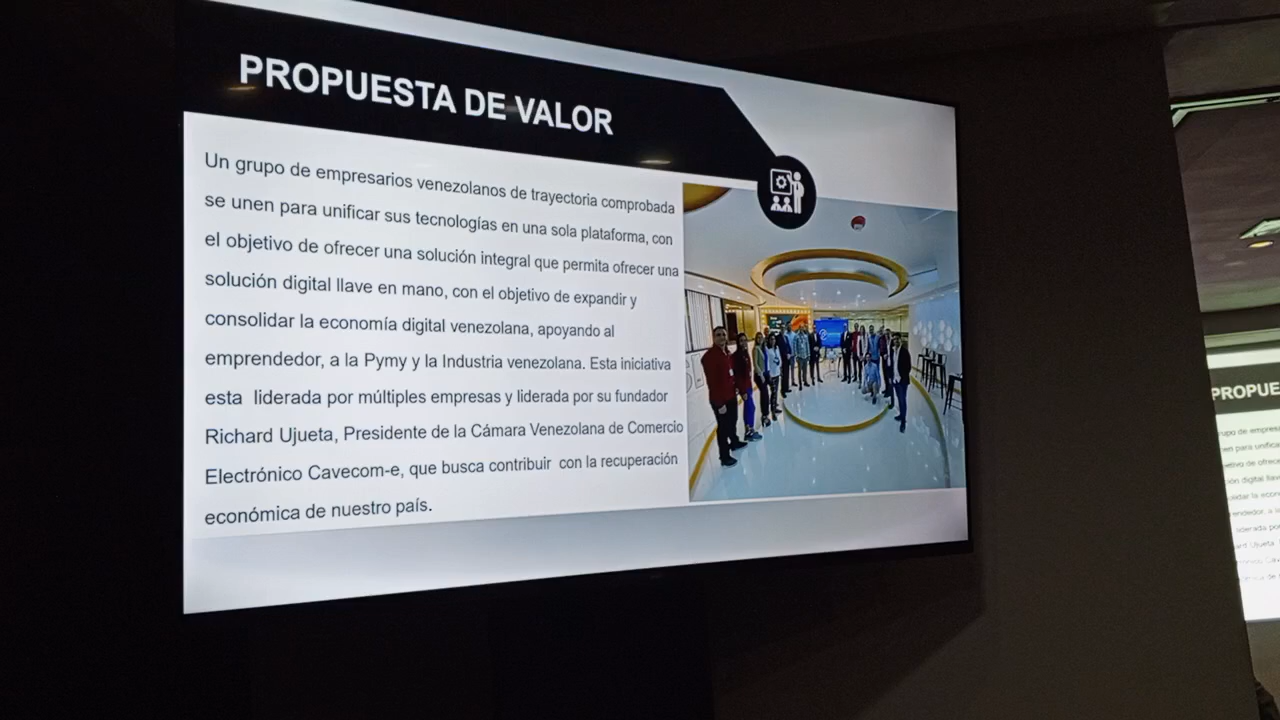 PROPUESTA DE VALOR
Un grupo de empresarios venezolanos de trayectoria comprobada
se unen para unificar sus tecnologías en una sola plataforma, con
el objetivo de ofrecer una solución integral que permita ofrecer una
solución digital llave en mano, con el objetivo de expandir y
consolidar la economía digital venezolana, apoyando al
emprendedor, a la Pymy y la Industria venezolana. Esta iniciativa
esta liderada por múltiples empresas y liderada por su fundador
Richard Ujueta, Presidente de la Cámara Venezolana de Comercio
Electrónico Cavecom-e, que busca contribuir con la recuperación
económica de nuestro país.
PROPUE